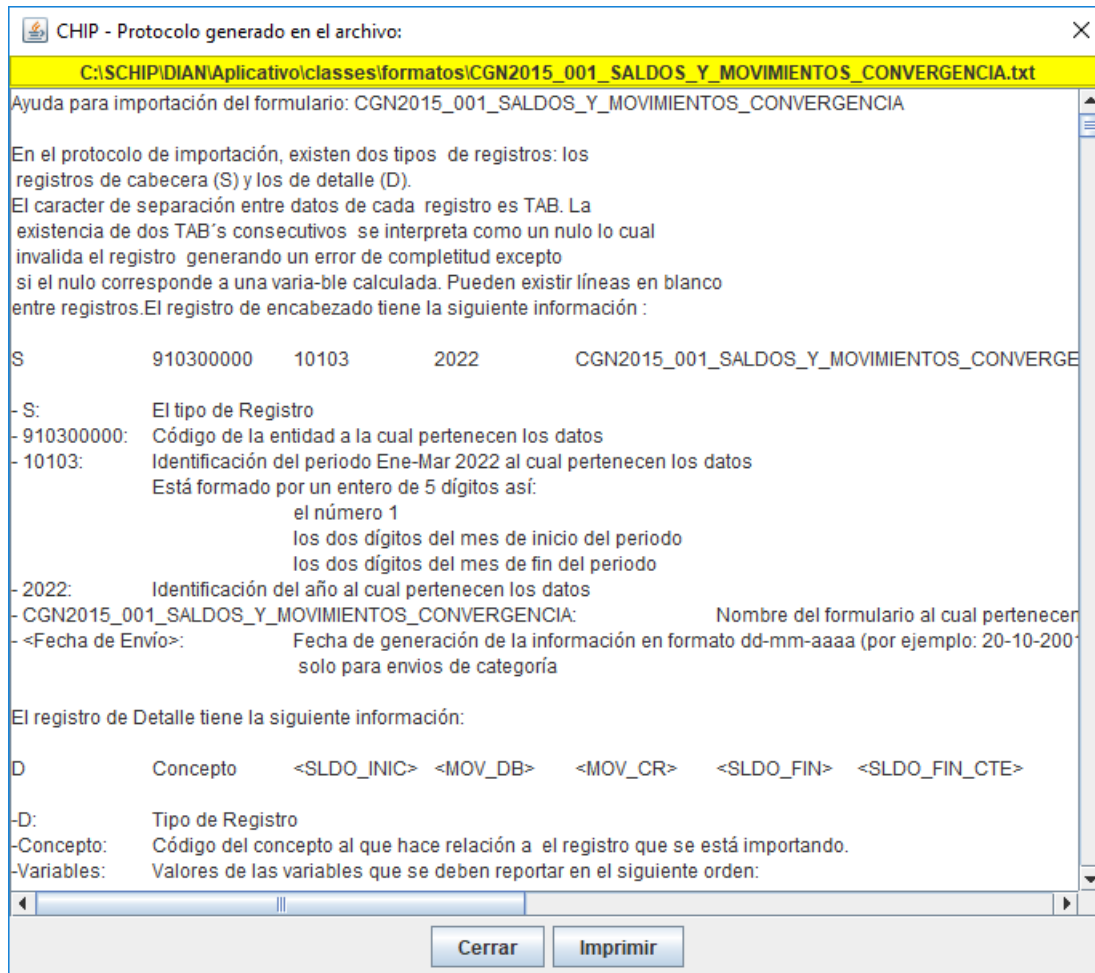 CHIP - Protocolo generado en el archivo:
C:\SCHIP\DIAN\Aplicativo\classes\formatos\CGN2015_001_SALDOS_Y_MOVIMIENTOS_CONVERGENCIA.txt
Ayuda para importación del formulario: CGN2015_001_SALDOS_Y_MOVIMIENTOS_CONVERGENCIA
En el protocolo de importación, existen dos tipos de registros: los
registros de cabecera (S) y los de detalle (D).
El caracter de separación entre datos de cada registro es TAB. La
existencia de dos TAB´s consecutivos se interpreta como un nulo lo cual
invalida el registro generando un error de completitud excepto
si el nulo corresponde a una varia-ble calculada. Pueden existir líneas en blanco
entre registros.El registro de encabezado tiene la siguiente información :
S 910300000 10103 2022 CGN2015_001_SALDOS_Y_MOVIMIENTOS_CONVERGE
- S: El tipo de Registro
- 910300000: Código de la entidad a la cual pertenecen los datos
- 10103: Identificación del periodo Ene-Mar 2022 al cual pertenecen los datos
Está formado por un entero de 5 dígitos así:
el número 1
los dos dígitos del mes de inicio del periodo
los dos dígitos del mes de fin del periodo
- 2022: Identificación del año al cual pertenecen los datos
- CGN2015_001_SALDOS_Y_MOVIMIENTOS_CONVERGENCIA: Nombre del formulario al cual pertenecen
- <Fecha de Envío>: Fecha de generación de la información en formato dd-mm-aaaa (por ejemplo: 20-10-2001
solo para envios de categoría
El registro de Detalle tiene la siguiente información:
D Concepto <SLDO_INIC> <MOV_DB> <MOV_CR> <SLDO_FIN> <SLDO_FIN_CTE>
-D: Tipo de Registro
-Concepto: Código del concepto al que hace relación a el registro que se está importando.
-Variables: Valores de las variables que se deben reportar en el siguiente orden:
Cerrar Imprimir